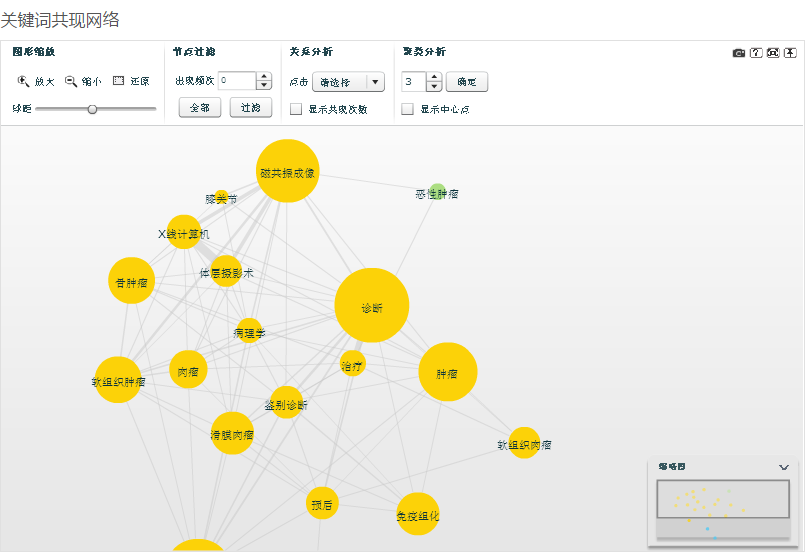 关键词共现网络
图形缩放
节点过滤
关系分析
聚类分析
放大
缩小
还原
出现频次
0
点击
请选择
3
确定
球距
全部
过滤
显示共现次数
显示中心点
磁共振成像
恶性肿瘤
膝关节
X线计算机
体层摄影术
骨肿瘤
诊断
病理学
治疗
肉瘤
肿瘤
软组织肿瘤
鉴别诊断
滑膜肉瘤
软组织肉瘤
缩略图
预后
免疫组化